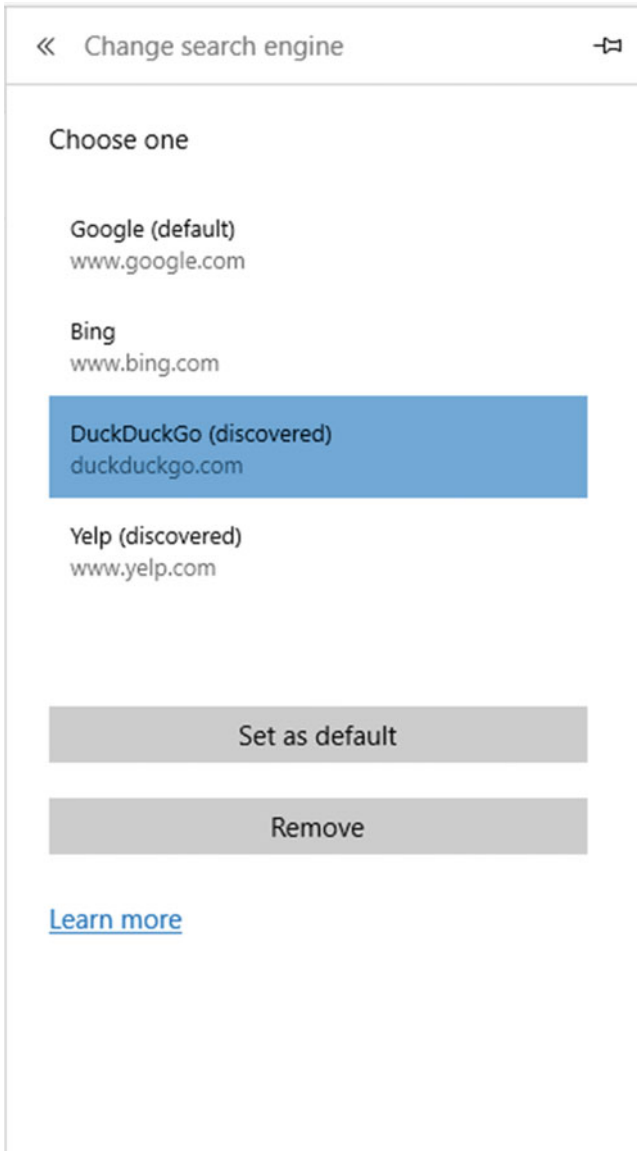 Change search engine
Choose one
Google (default)
www.google.com
Bing
www.bing.com
DuckDuckGo (discovered)
duckduckgo.com
Yelp (discovered)
www.yelp.com
Set as default
Remove
Learn more